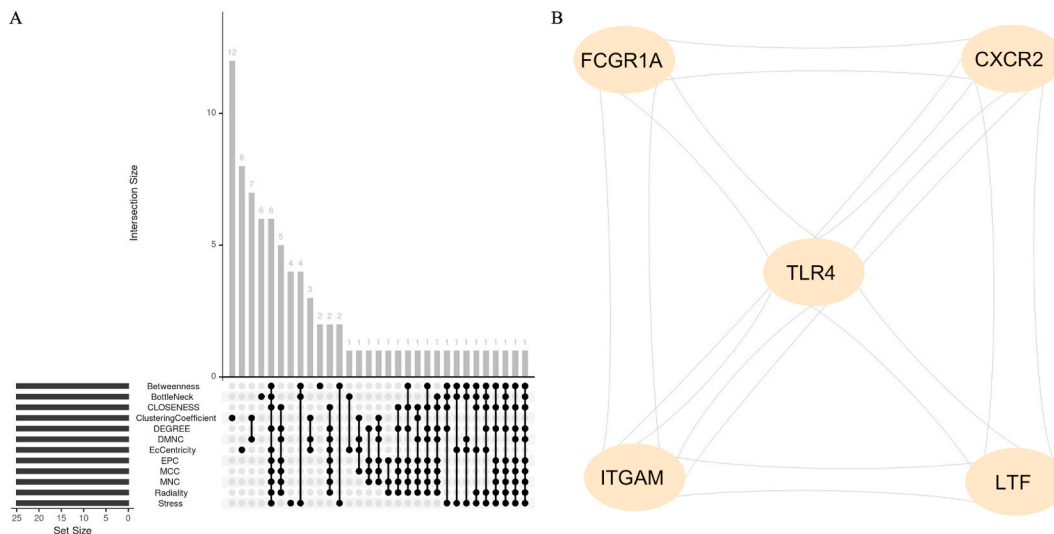 A
B
12
8
7
6 6
5
4 4
3
2 2 2
1 1 1 1 1 1 1 1 1 1 1 1 1 1 1 1 1 1 1
10
5
0
Intersection Size
Betweenness
BottleNeck
CLOSENESS
ClusteringCoefficient
DEGREE
DMNC
EcCentricity
EPC
MCC
MNC
Radiality
Stress
25 20 15 10 5 0
Set Size
FCGR1A
CXCR2
TLR4
ITGAM
LTF